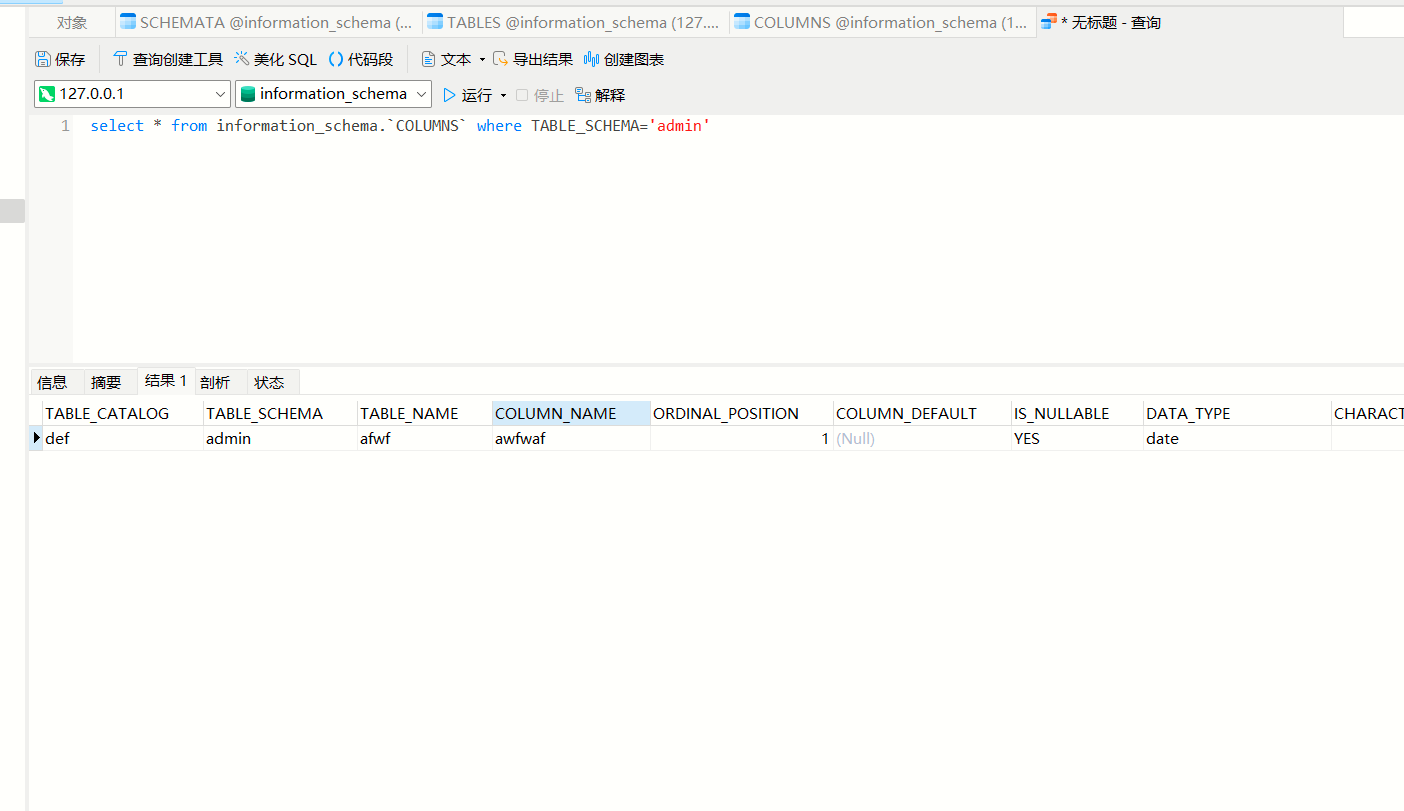 对象 SCHEMATA @information_schema (... TABLES @information_schema (127.... COLUMNS @information_schema (1... * 无标题 - 查询
保存 查询创建工具 美化 SQL 代码段 文本 导出结果 创建图表
127.0.0.1 information_schema 运行 停止 解释
1 select * from information_schema.`COLUMNS` where TABLE_SCHEMA='admin'
信息 摘要 结果 1 剖析 状态
TABLE_CATALOG TABLE_SCHEMA TABLE_NAME COLUMN_NAME ORDINAL_POSITION COLUMN_DEFAULT IS_NULLABLE DATA_TYPE CHARACT
def admin afwf awfwaf 1 (Null) YES date